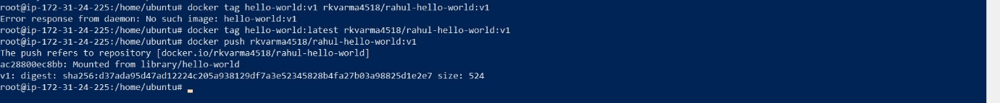 root@ip-172-31-24-225:/home/ubuntu# docker tag hello-world:v1 rkvarma4518/rahul-hello-world:v1
Error response from daemon: No such image: hello-world:v1
root@ip-172-31-24-225:/home/ubuntu# docker tag hello-world:latest rkvarma4518/rahul-hello-world:v1
root@ip-172-31-24-225:/home/ubuntu# docker push rkvarma4518/rahul-hello-world:v1
The push refers to repository [docker.io/rkvarma4518/rahul-hello-world]
ac28800ec8bb: Mounted from library/hello-world
v1: digest: sha256:d37ada95d47ad12224c205a938129df7a3e52345828b4fa27b03a98825d1e2e7 size: 524
root@ip-172-31-24-225:/home/ubuntu#